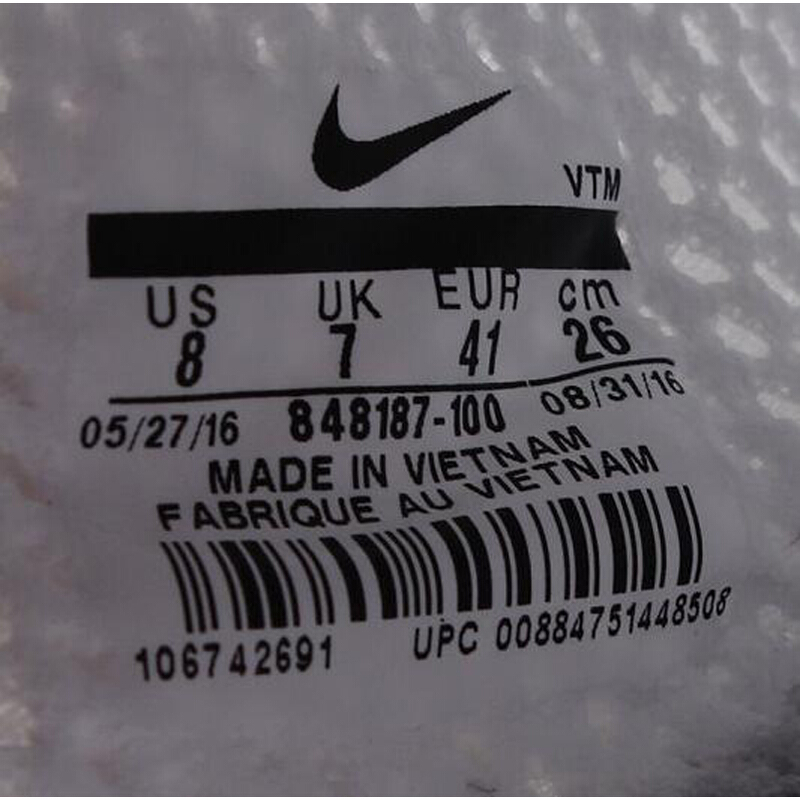 VTM
US UK EUR cm
8 7 41 26
05/27/16 848187-100 08/31/16
MADE IN VIETNAM
FABRIQUE AU VIETNAM
106742691 UPC 00884751448508